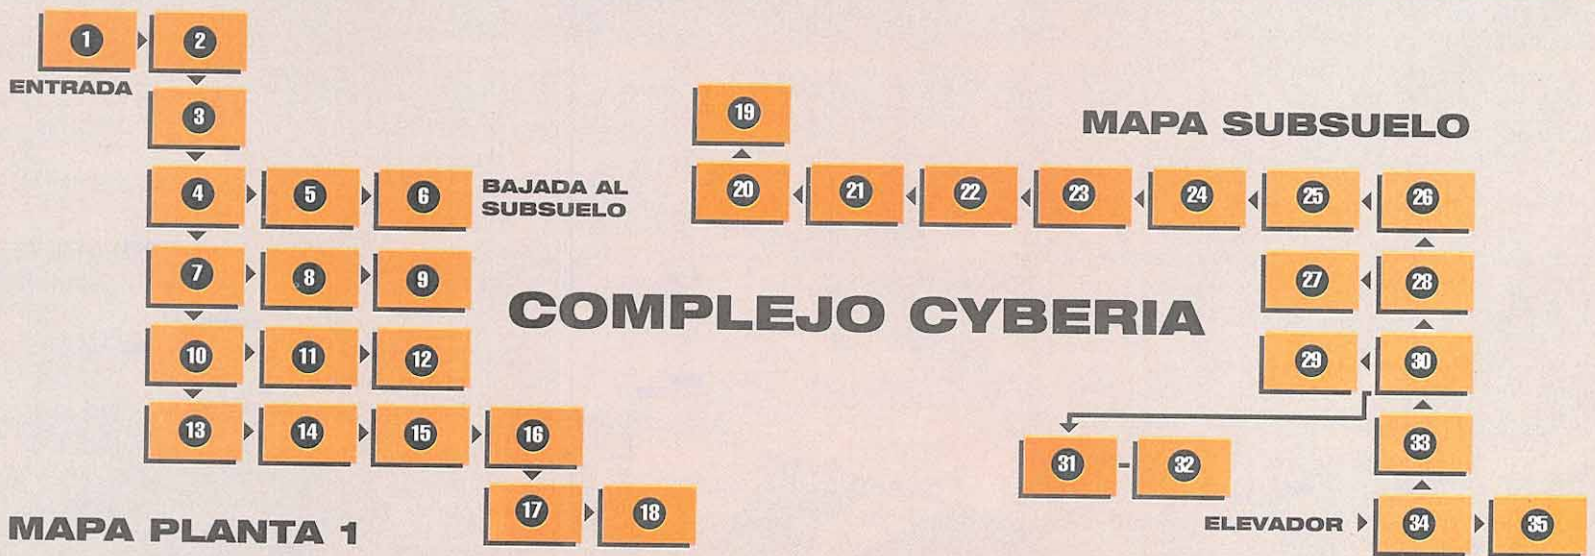 1 2
ENTRADA
3
4 5 6
BAJADA AL
SUBSUELO
7 8 9
10 11 12
13 14 15 16
17 18
MAPA PLANTA 1
COMPLEJO CYBERIA
MAPA SUBSUELO
19
20 21 22 23 24 25 26
27 28
29 30
31 32
33
ELEVADOR 34 35